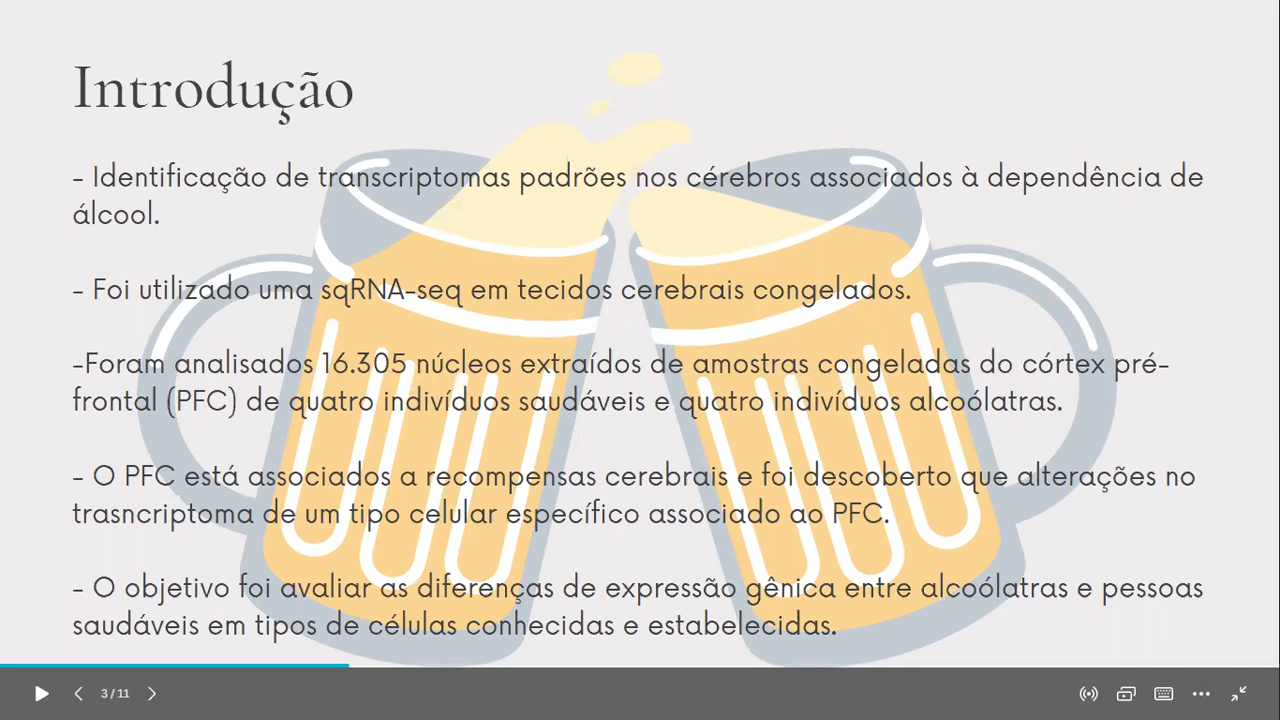 Introdução
- Identificação de transcriptomas padrões nos cérebros associados à dependência de
álcool.
- Foi utilizado uma sqRNA-seq em tecidos cerebrais congelados.
-Foram analisados 16.305 núcleos extraídos de amostras congeladas do córtex pré-
frontal (PFC) de quatro indivíduos saudáveis e quatro indivíduos alcoólatras.
- O PFC está associados a recompensas cerebrais e foi descoberto que alterações no
trasncriptoma de um tipo celular específico associado ao PFC.
- O objetivo foi avaliar as diferenças de expressão gênica entre alcoólatras e pessoas
saudáveis em tipos de células conhecidas e estabelecidas.
3 / 11